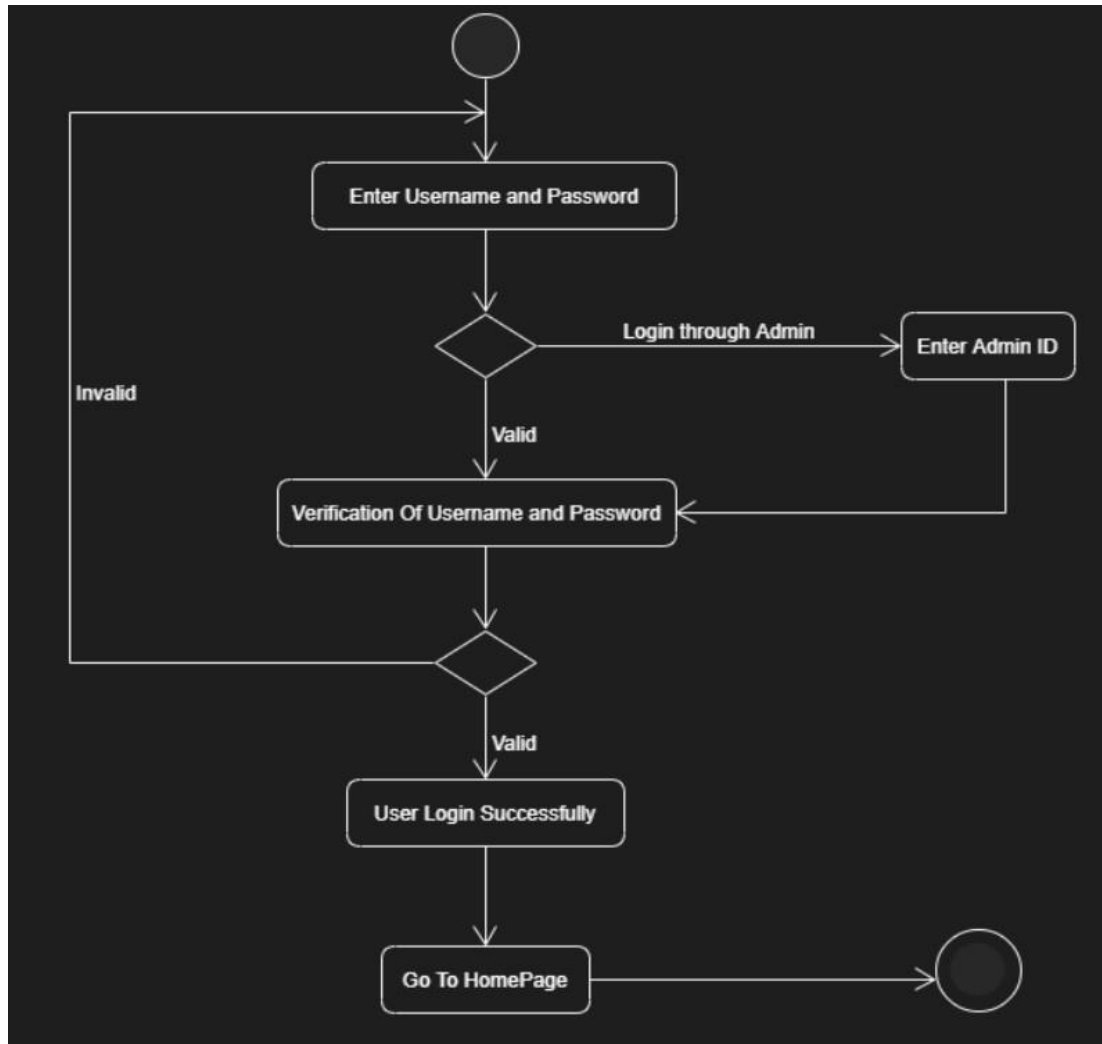 Enter Username and Password
Login through Admin
Enter Admin ID
Invalid
Valid
Verification Of Username and Password
Valid
User Login Successfully
Go To HomePage